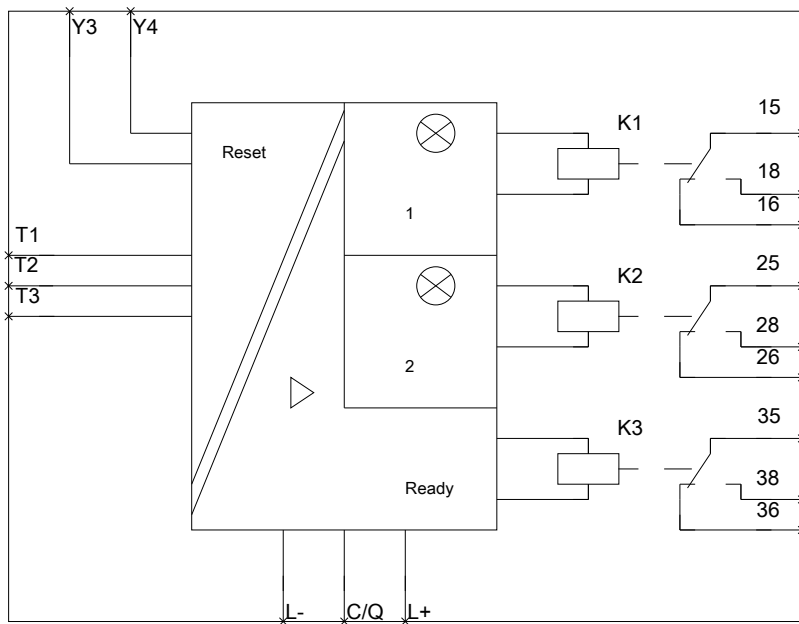 Y3 Y4
K1 15
Reset
18
1 16
T1
T2 K2 25
T3
28
2 26
K3 35
Ready 38
36
L- C/Q L+